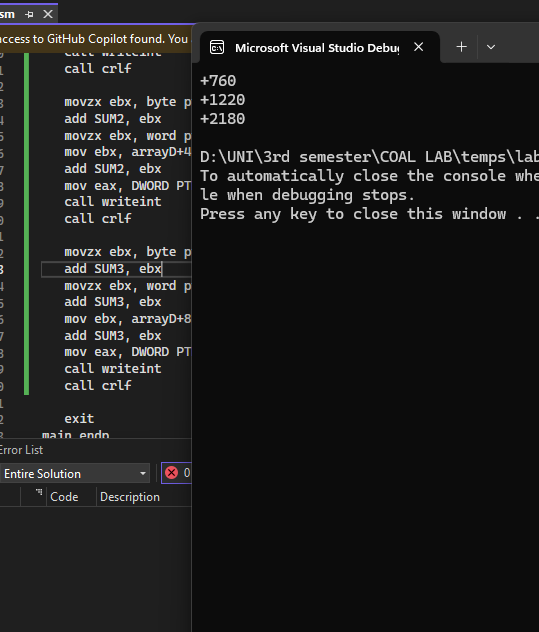 sm
access to GitHub Copilot found. You
call writeint
call crlf
movzx ebx, byte p
add SUM2, ebx
movzx ebx, word p
mov ebx, arrayD+4
add SUM2, ebx
mov eax, DWORD PT
call writeint
call crlf
movzx ebx, byte p
add SUM3, ebx
movzx ebx, word p
add SUM3, ebx
mov ebx, arrayD+8
add SUM3, ebx
mov eax, DWORD PT
call writeint
call crlf
exit
main endp
Error List
Entire Solution
0
Code Description
Microsoft Visual Studio Debug
+760
+1220
+2180
D:\UNI\3rd semester\COAL LAB\temps\lab
To automatically close the console whe
le when debugging stops.
Press any key to close this window . .